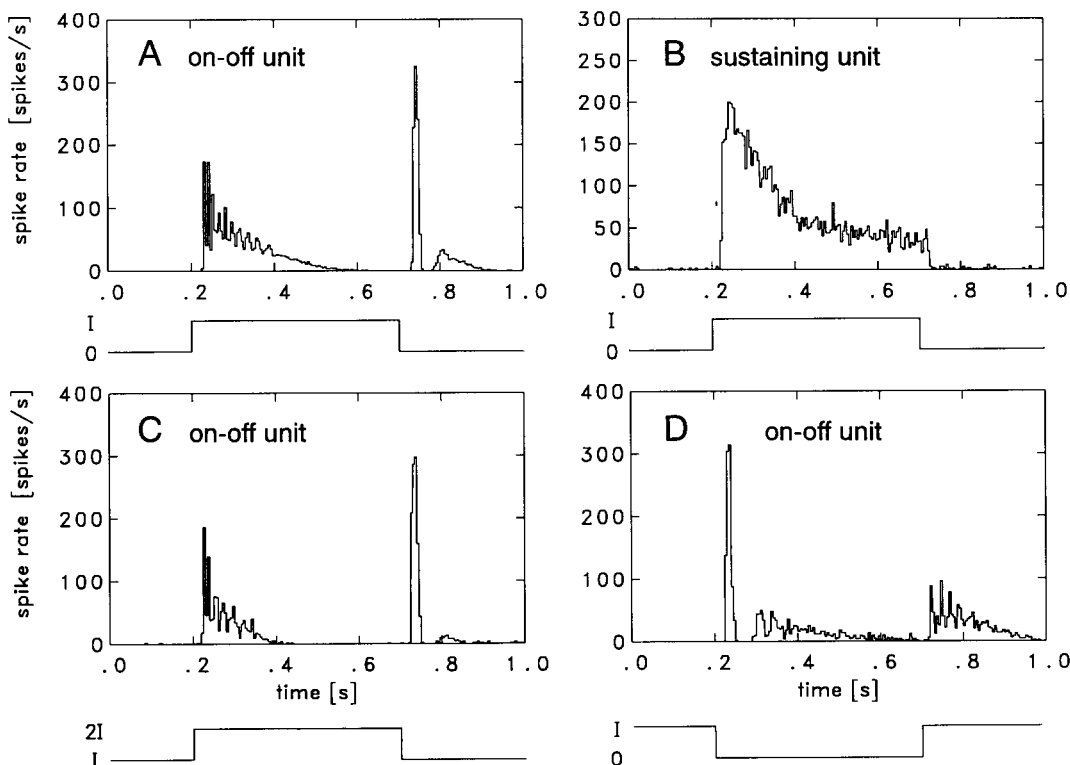 400
A on-off unit
300
200
100
0
spike rate [spikes/s]
.0 .2 .4 .6 .8 1.0
I
0
300
B sustaining unit
250
200
150
100
50
0
.0 .2 .4 .6 .8 1.0
I
0
400
C on-off unit
300
200
100
0
spike rate [spikes/s]
.0 .2 .4 .6 .8 1.0
time [s]
2I
I
400
D on-off unit
300
200
100
0
.0 .2 .4 .6 .8 1.0
time [s]
I
0